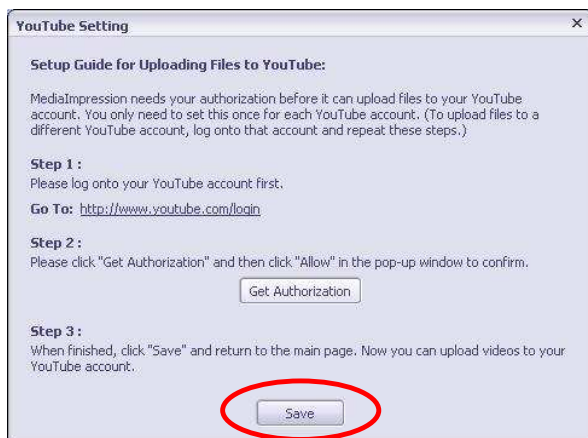 YouTube Setting
Setup Guide for Uploading Files to YouTube:
MediaImpression needs your authorization before it can upload files to your YouTube
account. You only need to set this once for each YouTube account. (To upload files to a
different YouTube account, log onto that account and repeat these steps.)
Step 1 :
Please log onto your YouTube account first.
Go To: http://www.youtube.com/login
Step 2 :
Please click "Get Authorization" and then click "Allow" in the pop-up window to confirm.
Get Authorization
Step 3 :
When finished, click "Save" and return to the main page. Now you can upload videos to your
YouTube account.
Save